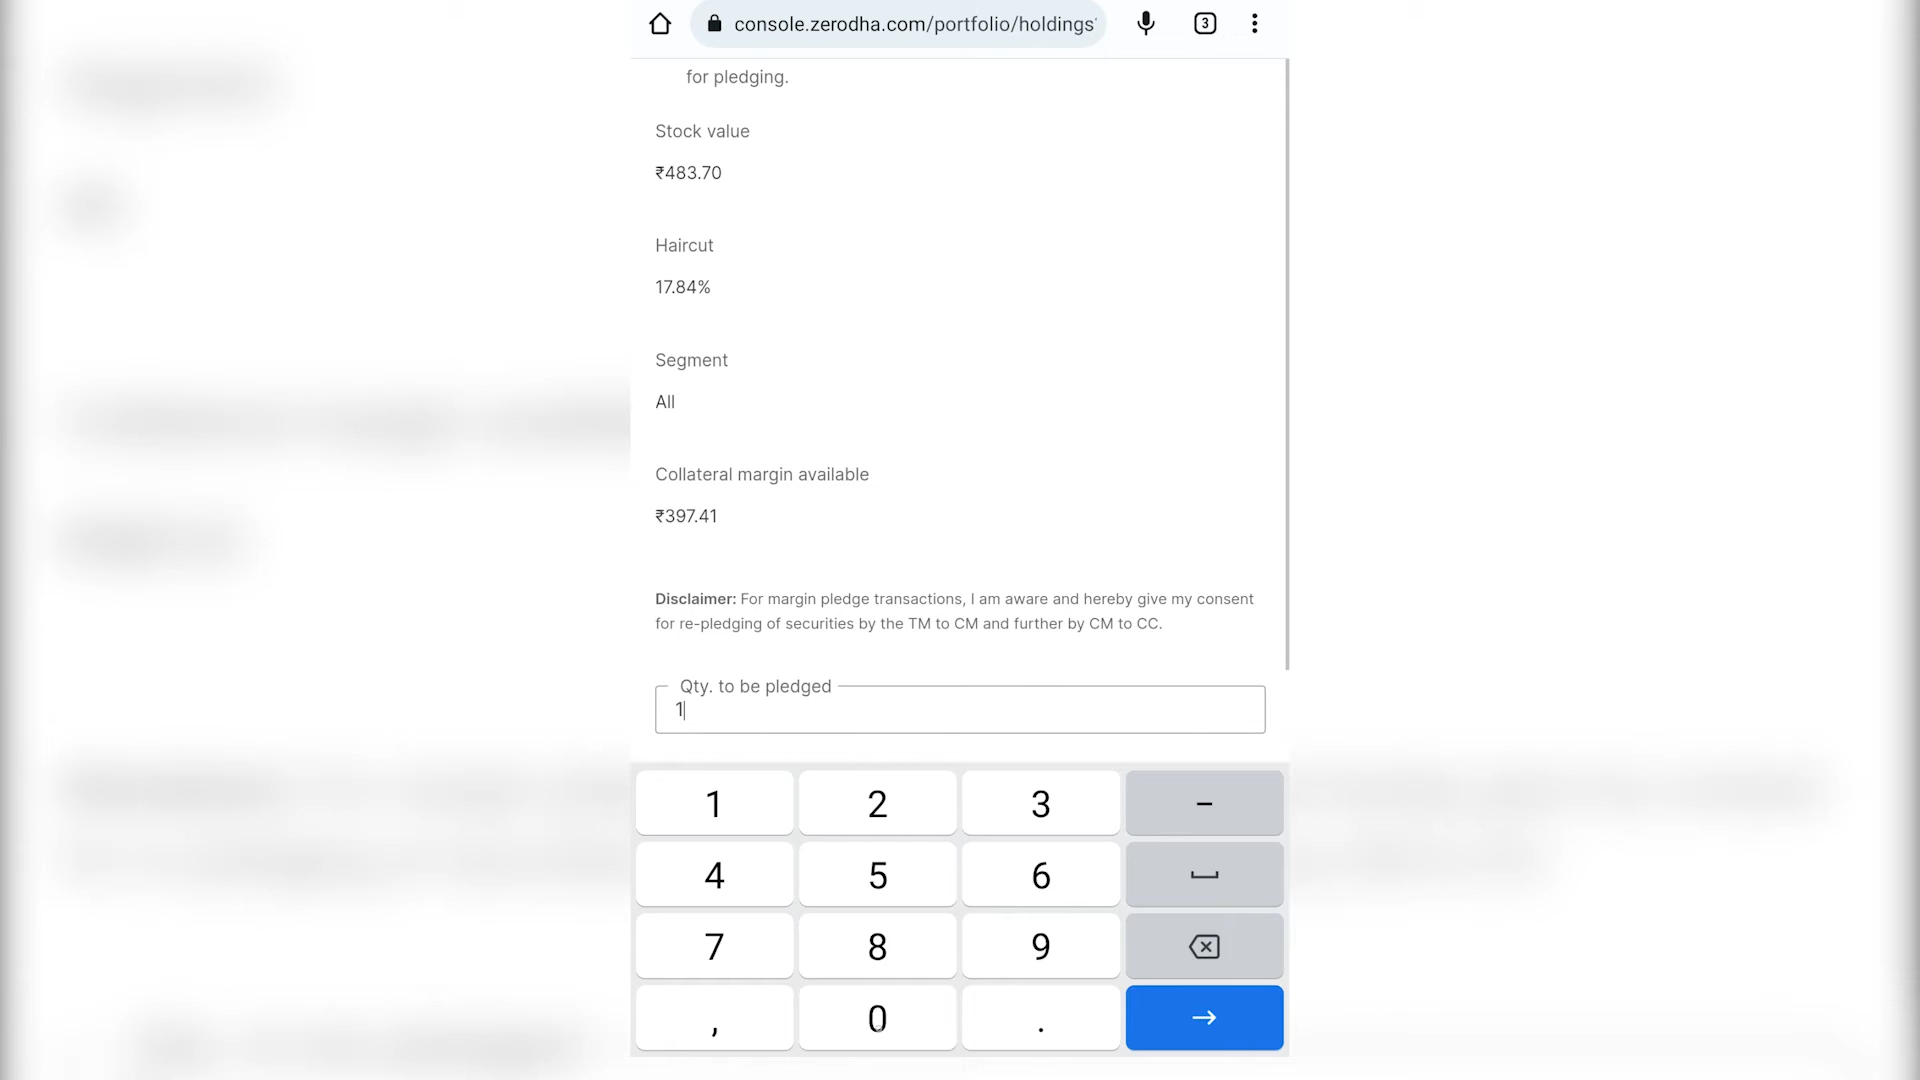 console.zerodha.com/portfolio/holdings
3
for pledging.
Stock value
₹483.70
Haircut
17.84%
Segment
All
Collateral margin available
₹397.41
Disclaimer: For margin pledge transactions, I am aware and hereby give my consent
for re-pledging of securities by the TM to CM and further by CM to CC.
Qty. to be pledged
1
1 2 3 -
4 5 6
7 8 9
, 0 .